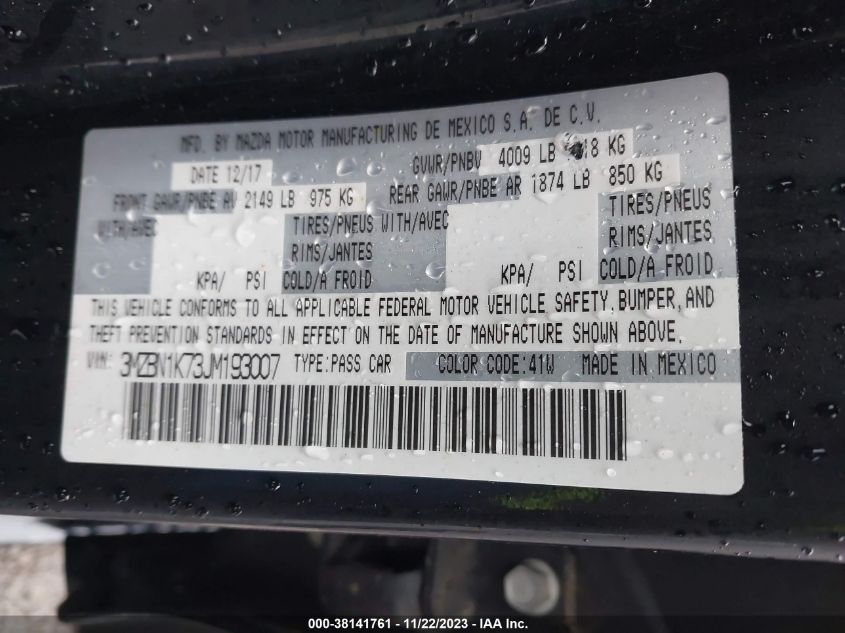 MFD. BY MAZDA MOTOR MANUFACTURING DE MEXICO S.A. DE C.V.
DATE 12/17 GVWR/PNBV 4009 LB 18 KG
FRONT GAWR/PNBE AV 2149 LB 975 KG REAR GAWR/PNBE AR 1874 LB 850 KG
WITH/AVEC TIRES/PNEUS WITH/AVEC TIRES/PNEUS
RIMS/JANTES RIMS/JANTES
KPA/ PSI COLD/A FROID KPA/ PSI COLD/A FROID
THIS VEHICLE CONFORMS TO ALL APPLICABLE FEDERAL MOTOR VEHICLE SAFETY, BUMPER, AND
THEFT PREVENTION STANDARDS IN EFFECT ON THE DATE OF MANUFACTURE SHOWN ABOVE.
VIN: 3MZBN1K73JM193007 TYPE:PASS CAR COLOR CODE:41W MADE IN MEXICO
000-38141761 - 11/22/2023 - IAA Inc.